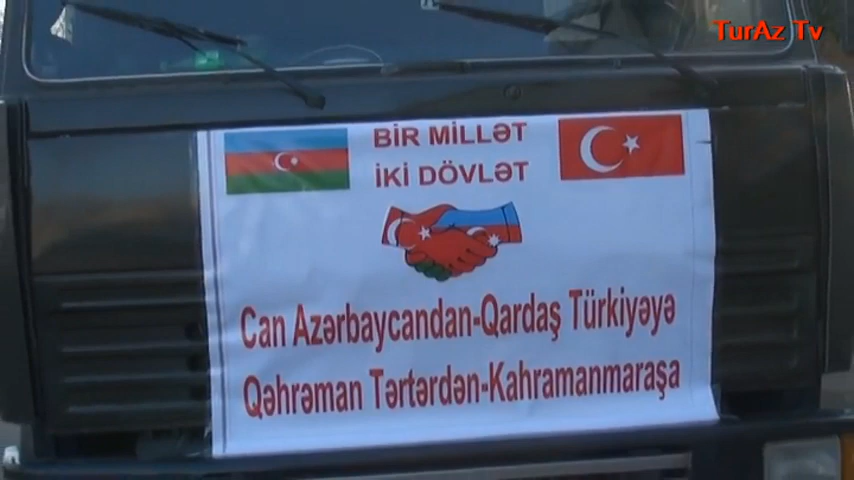 TurAz Tv
BİR MİLLƏT
İKİ DÖVLƏT
Can Azərbaycandan-Qardaş Türkiyəyə
Qəhrəman Tərtərdən-Kahramanmaraşa